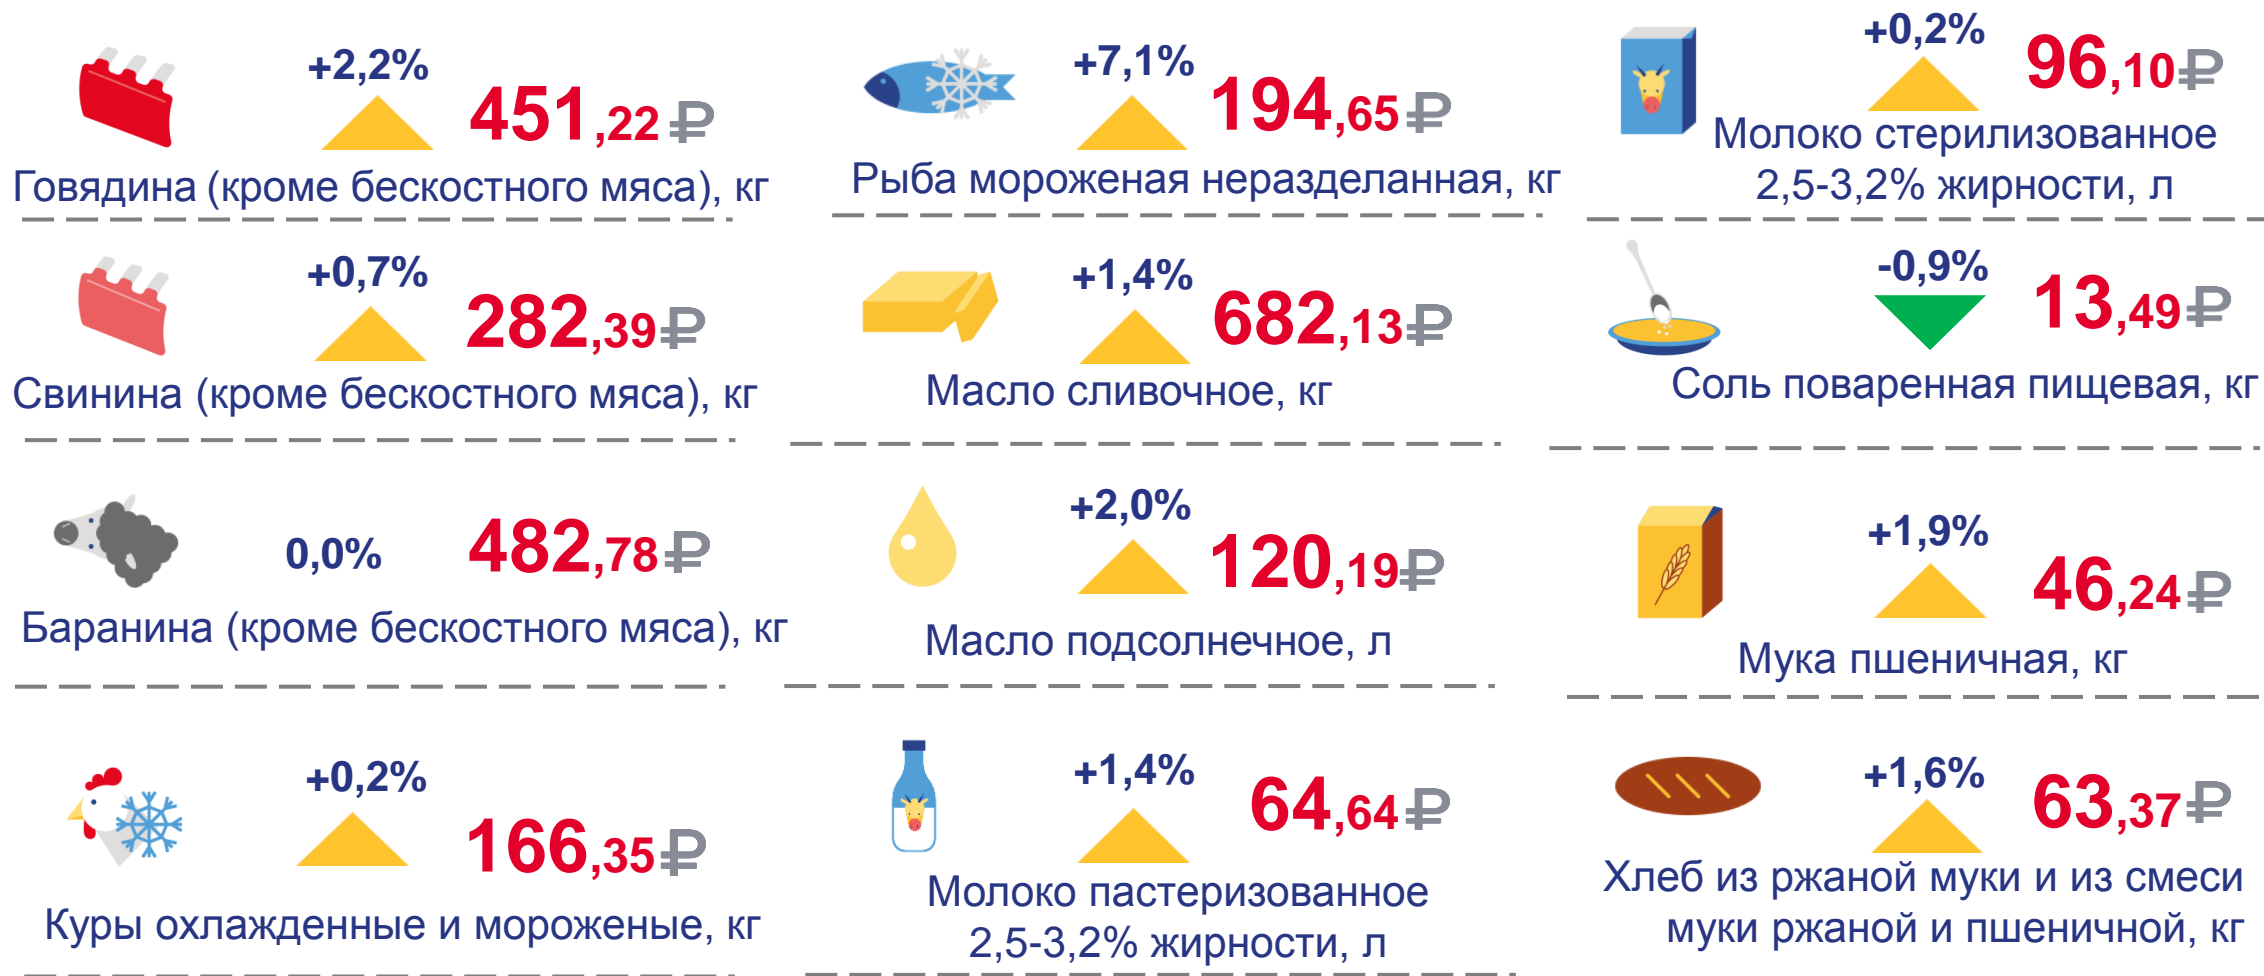 +2,2%
451,22 ₽
Говядина (кроме бескостного мяса), кг
+0,7%
282,39 ₽
Свинина (кроме бескостного мяса), кг
0,0%
482,78 ₽
Баранина (кроме бескостного мяса), кг
+0,2%
166,35 ₽
Куры охлажденные и мороженые, кг
+7,1%
194,65 ₽
Рыба мороженая неразделанная, кг
+1,4%
682,13 ₽
Масло сливочное, кг
+2,0%
120,19 ₽
Масло подсолнечное, л
+1,4%
64,64 ₽
Молоко пастеризованное
2,5-3,2% жирности, л
+0,2%
96,10 ₽
Молоко стерилизованное
2,5-3,2% жирности, л
-0,9%
13,49 ₽
Соль поваренная пищевая, кг
+1,9%
46,24 ₽
Мука пшеничная, кг
+1,6%
63,37 ₽
Хлеб из ржаной муки и из смеси
муки ржаной и пшеничной, кг